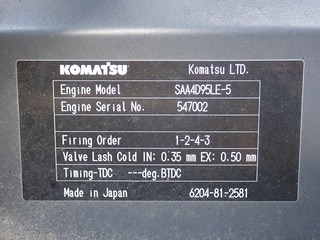 KOMATSU Komatsu LTD.
Engine Model SAA4D95LE-5
Engine Serial No. 547002
Firing Order 1-2-4-3
Valve Lash Cold IN: 0.35 mm EX: 0.50 mm
Timing-TDC ---deg.BTDC
Made in Japan 6204-81-2581